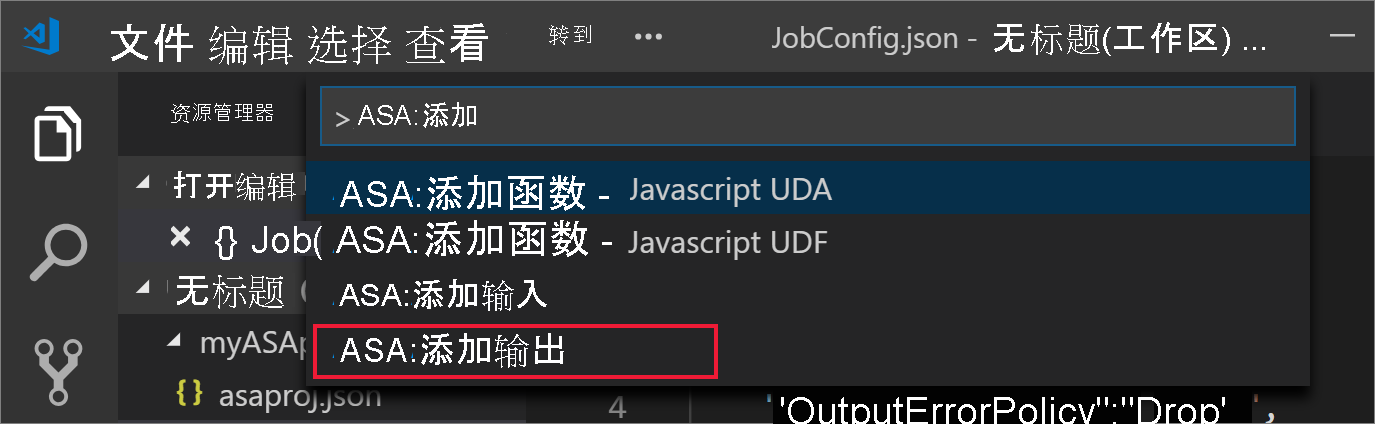 文件 编辑 选择 查看 转到 ••• JobConfig.json - 无标题(工作区) ...
资源管理器
> ASA:添加
打开编辑
ASA:添加函数 - Javascript UDA
{} Job(
ASA:添加函数 - Javascript UDF
无标题 (
ASA:添加输入
myASAp
ASA:添加输出
{} asaproj.json
4 'OutputErrorPolicy":"Drop' ,